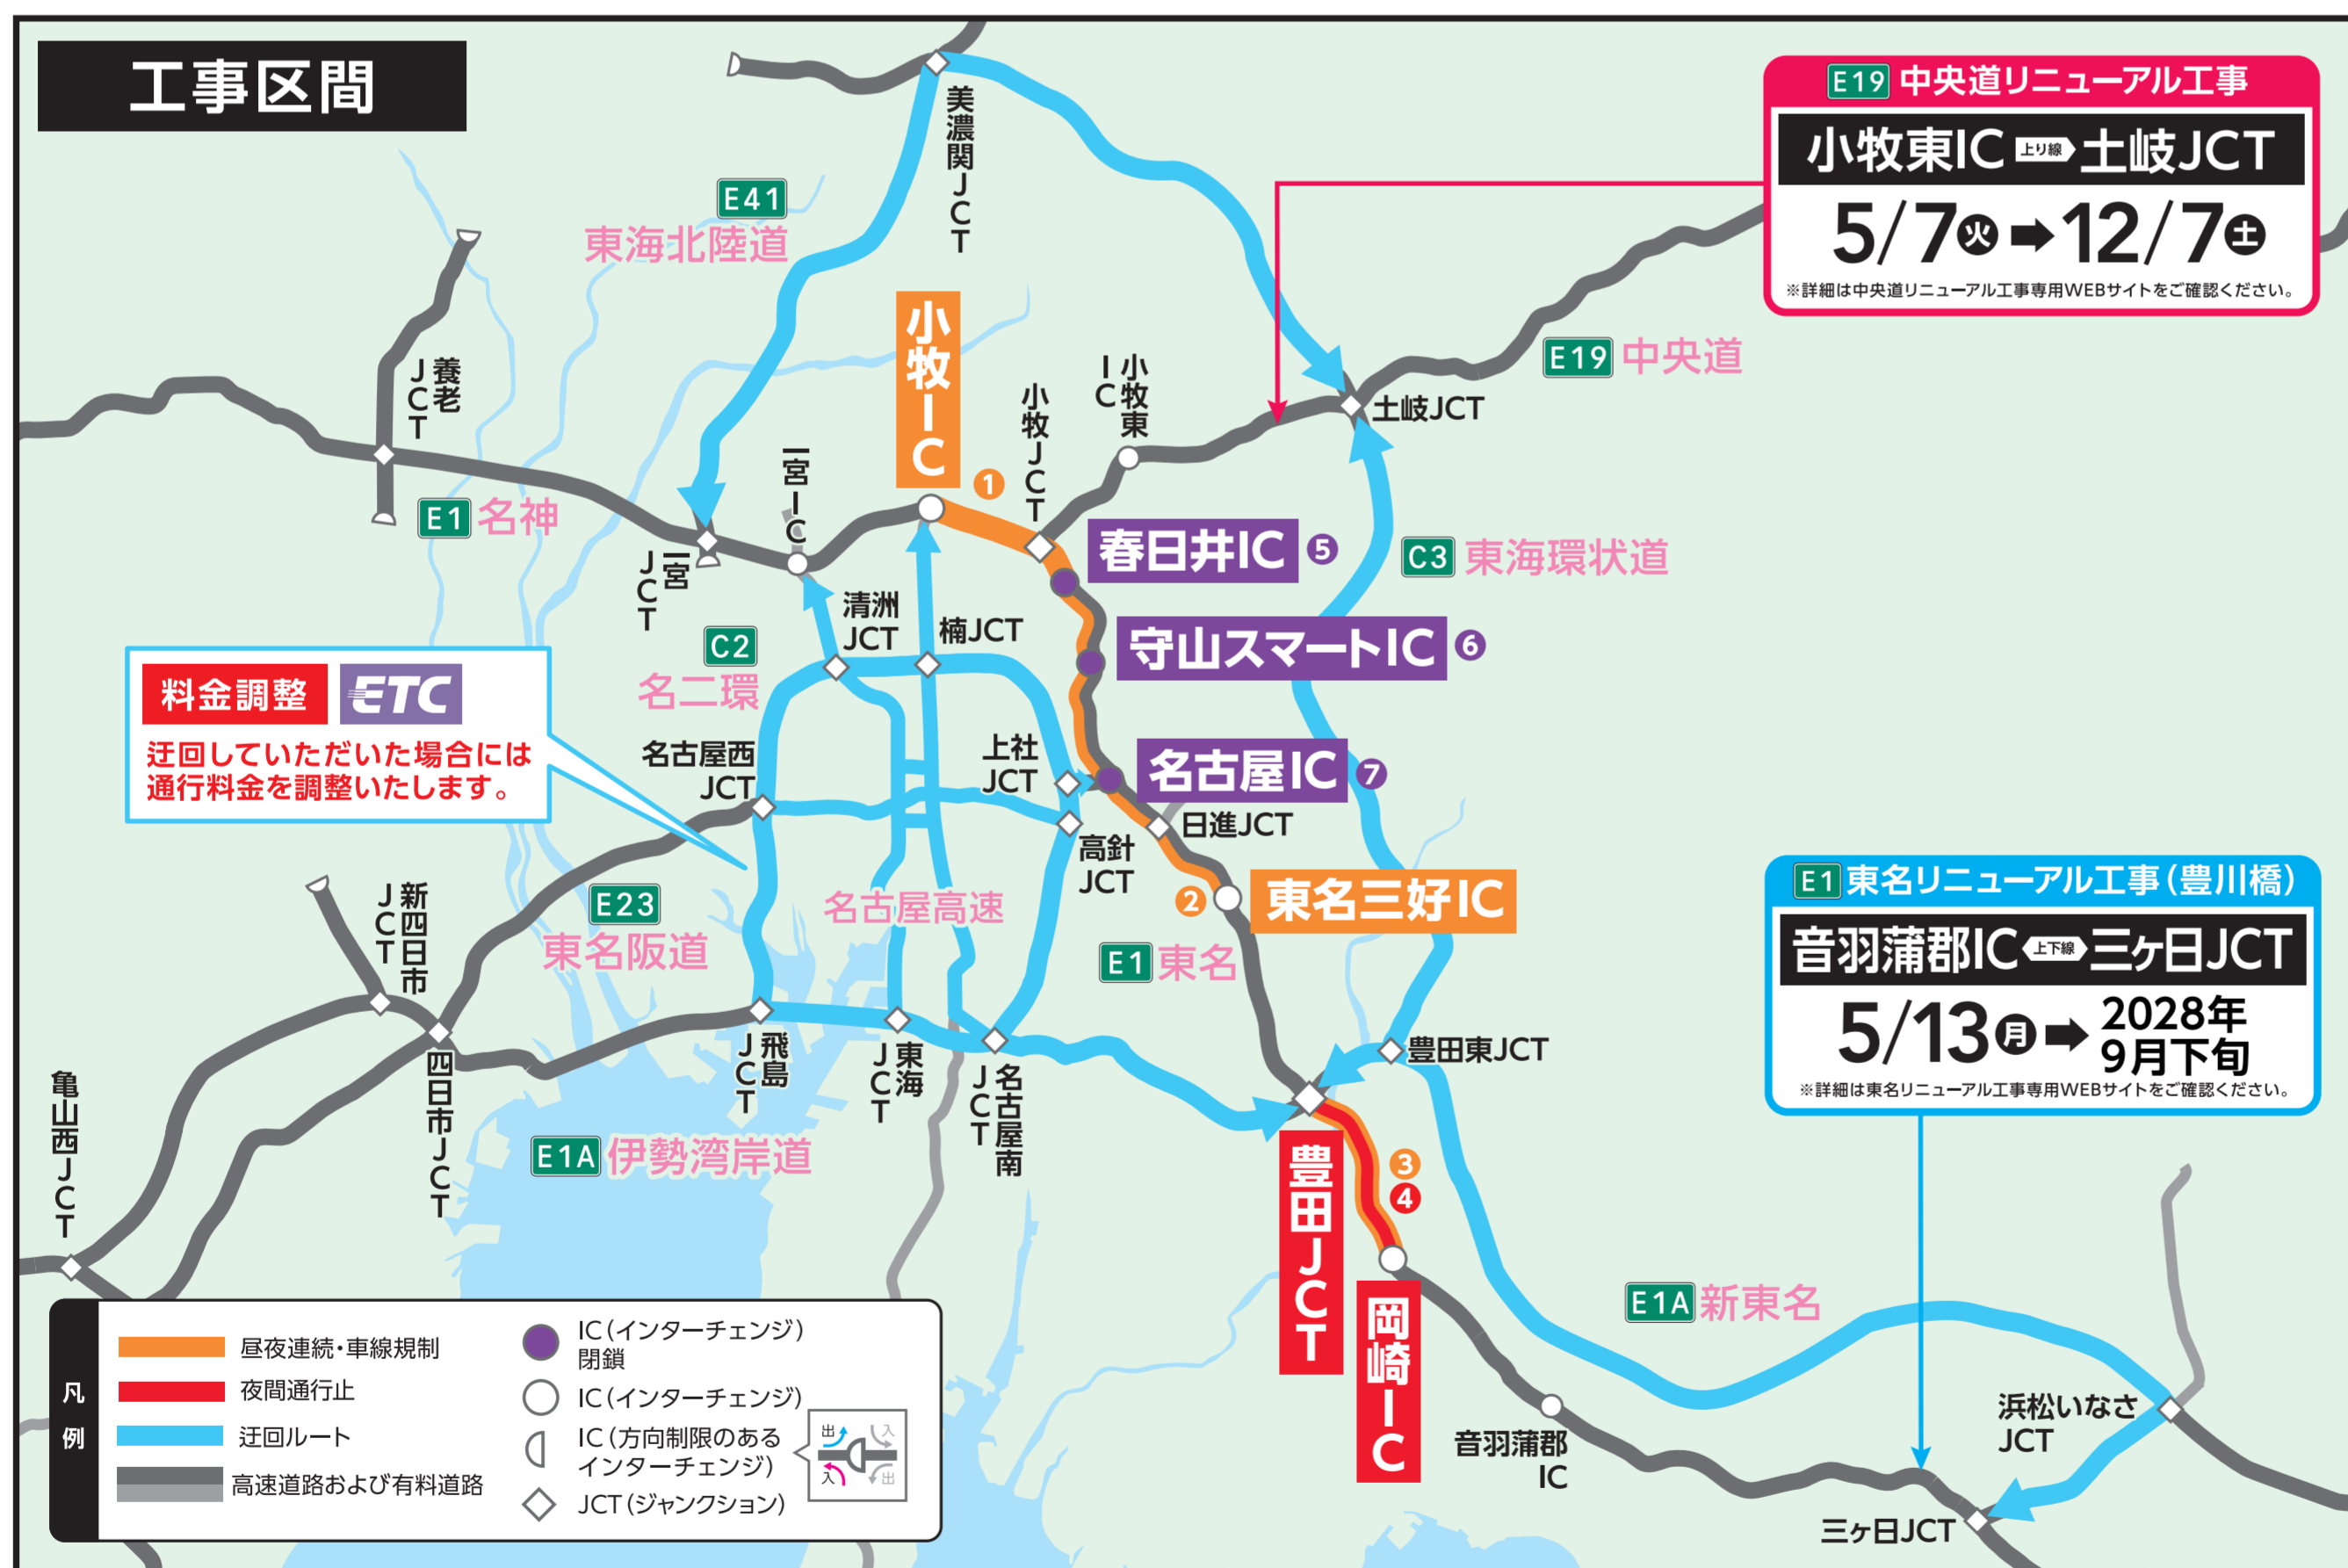 工事区間
E19 中央道リニューアル工事
小牧東IC 上り線 土岐JCT
5/7火➡12/7土
※詳細は中央道リニューアル工事専用WEBサイトをご確認ください。
美濃関JCT
E41
東海北陸道
小牧IC
1
小牧JCT
小牧東IC
E19 中央道
土岐JCT
養老JCT
E1 名神
一宮IC
一宮JCT
春日井IC 5
C3 東海環状道
清洲JCT
楠JCT
守山スマートIC 6
C2
名二環
料金調整 ETC
迂回していただいた場合には
通行料金を調整いたします。
名古屋西
JCT
上社
JCT
名古屋IC 7
日進JCT
高針
JCT
2 東名三好IC
E1 東名
新四日市JCT
E23
東名阪道
名古屋高速
E1 東名リニューアル工事（豊川橋）
音羽蒲郡IC 上下線 三ヶ日JCT
5/13月➡2028年
9月下旬
※詳細は東名リニューアル工事専用WEBサイトをご確認ください。
豊田東JCT
亀山西JCT
四日市JCT
飛島JCT
東海JCT
名古屋南JCT
E1A 伊勢湾岸道
豊田JCT
3
4
岡崎IC
E1A 新東名
音羽蒲郡
IC
浜松いなさ
JCT
三ヶ日JCT
凡例
昼夜連続・車線規制
夜間通行止
迂回ルート
高速道路および有料道路
IC（インターチェンジ）
閉鎖
IC（インターチェンジ）
IC（方向制限のある
インターチェンジ）
JCT（ジャンクション）
出 入
入 出